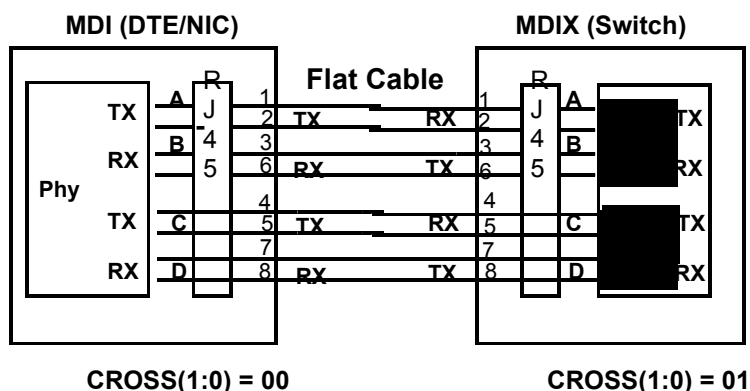 MDI (DTE/NIC) MDIX (Switch)
Flat Cable
R R
TX A J 1 1 J A TX
2 TX RX 2
4 4
RX B 3 3 B RX
5 6 RX TX 6 5
Phy
4 4
TX C 5 TX RX 5 C TX
7 7
RX D 8 RX TX 8 D RX
CROSS(1:0) = 00 CROSS(1:0) = 01